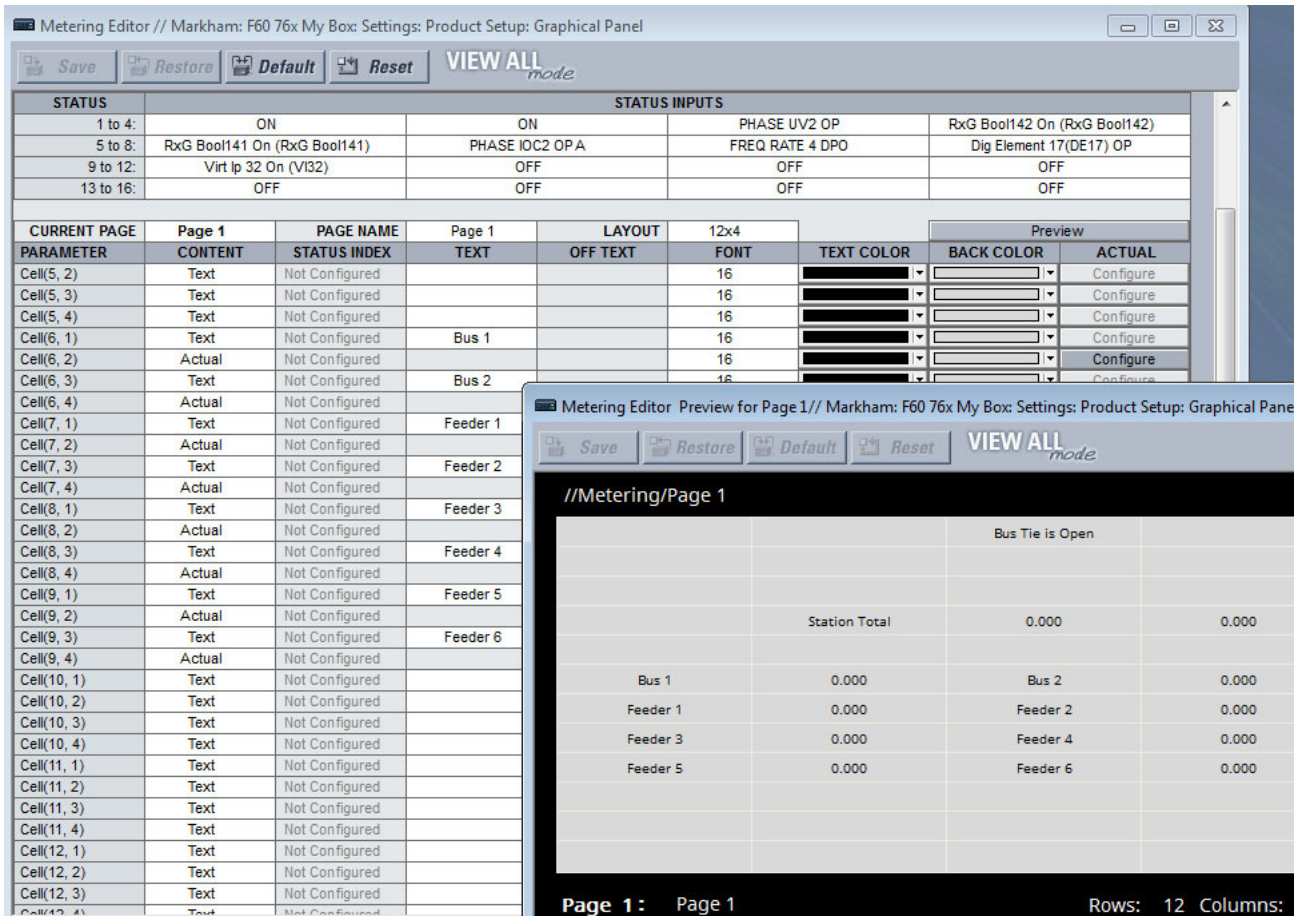 Metering Editor // Markham: F60 76x My Box: Settings: Product Setup: Graphical Panel
Save Restore Default Reset VIEW ALL mode
STATUS STATUS INPUTS
1 to 4: ON ON PHASE UV2 OP RxG Bool142 On (RxG Bool142)
5 to 8: RxG Bool141 On (RxG Bool141) PHASE IOC2 OP A FREQ RATE 4 DPO Dig Element 17(DE17) OP
9 to 12: Virt Ip 32 On (VI32) OFF OFF OFF
13 to 16: OFF OFF OFF OFF
CURRENT PAGE Page 1 PAGE NAME Page 1 LAYOUT 12x4 Preview
PARAMETER CONTENT STATUS INDEX TEXT OFF TEXT FONT TEXT COLOR BACK COLOR ACTUAL
Cell(5, 2) Text Not Configured 16 Configure
Cell(5, 3) Text Not Configured 16 Configure
Cell(5, 4) Text Not Configured 16 Configure
Cell(6, 1) Text Not Configured Bus 1 16 Configure
Cell(6, 2) Actual Not Configured 16 Configure
Cell(6, 3) Text Not Configured Bus 2 16 Configure
Cell(6, 4) Actual Not Configured
Cell(7, 1) Text Not Configured Feeder 1
Cell(7, 2) Actual Not Configured
Cell(7, 3) Text Not Configured Feeder 2
Cell(7, 4) Actual Not Configured
Cell(8, 1) Text Not Configured Feeder 3
Cell(8, 2) Actual Not Configured
Cell(8, 3) Text Not Configured Feeder 4
Cell(8, 4) Actual Not Configured
Cell(9, 1) Text Not Configured Feeder 5
Cell(9, 2) Actual Not Configured
Cell(9, 3) Text Not Configured Feeder 6
Cell(9, 4) Actual Not Configured
Cell(10, 1) Text Not Configured
Cell(10, 2) Text Not Configured
Cell(10, 3) Text Not Configured
Cell(10, 4) Text Not Configured
Cell(11, 1) Text Not Configured
Cell(11, 2) Text Not Configured
Cell(11, 3) Text Not Configured
Cell(11, 4) Text Not Configured
Cell(12, 1) Text Not Configured
Cell(12, 2) Text Not Configured
Cell(12, 3) Text Not Configured
Cell(12, 4) Text Not Configured
Metering Editor Preview for Page 1// Markham: F60 76x My Box: Settings: Product Setup: Graphical Pane
Save Restore Default Reset VIEW ALL mode
//Metering/Page 1
Bus Tie is Open
Station Total 0.000 0.000
Bus 1 0.000 Bus 2 0.000
Feeder 1 0.000 Feeder 2 0.000
Feeder 3 0.000 Feeder 4 0.000
Feeder 5 0.000 Feeder 6 0.000
Page 1: Page 1 Rows: 12 Columns: